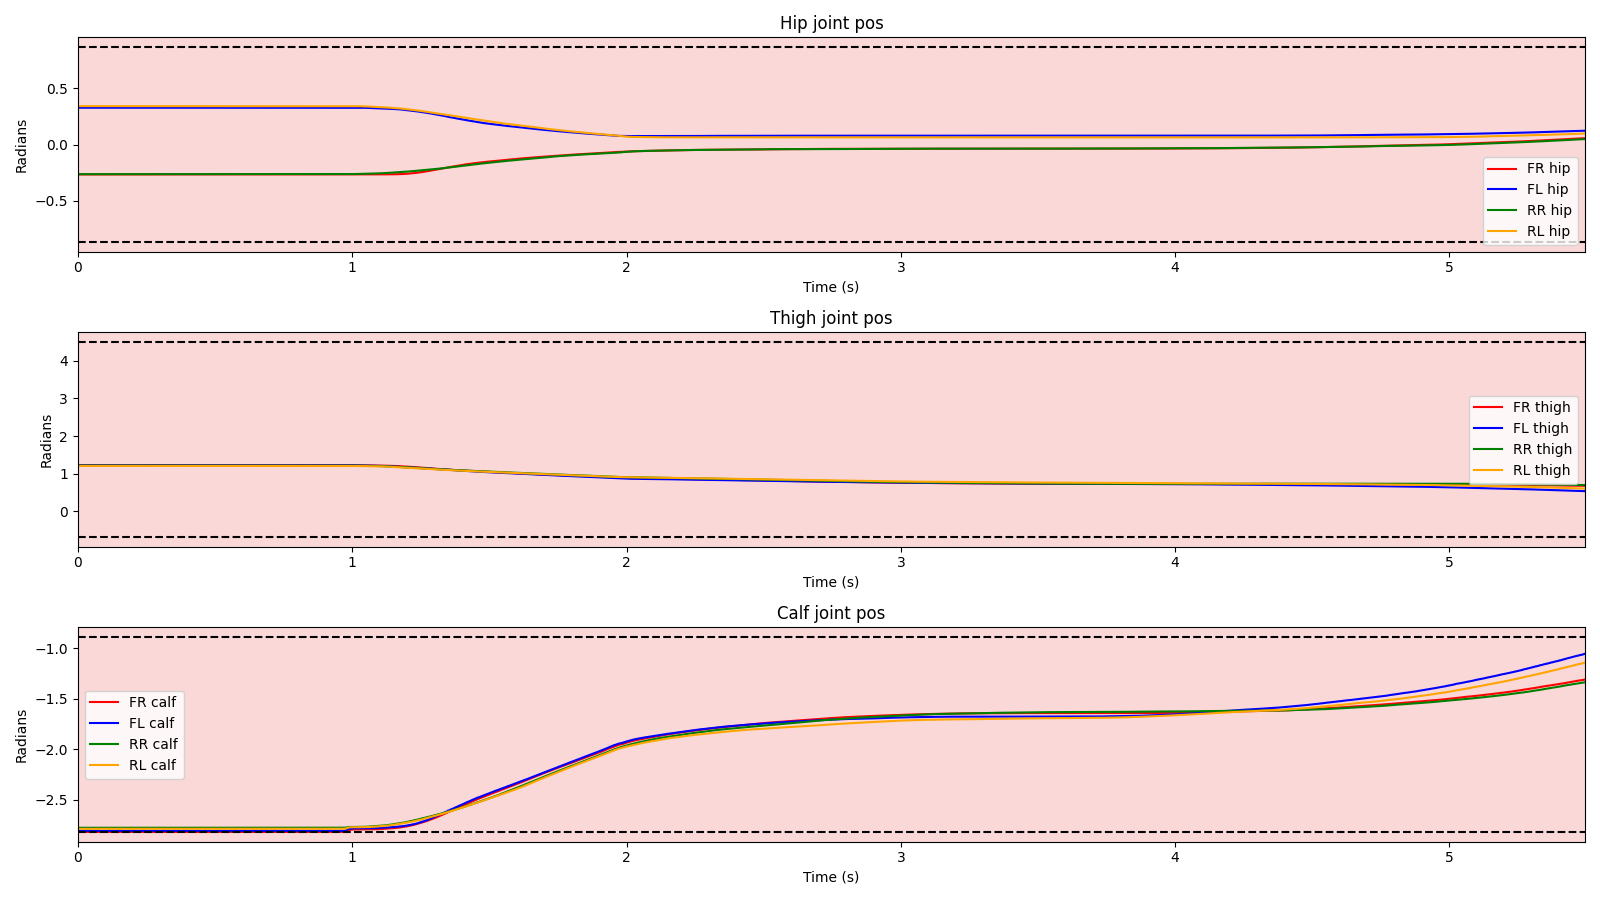 Hip joint pos
Radians
0.5
0.0
−0.5
FR hip
FL hip
RR hip
RL hip
0 1 2 3 4 5
Time (s)
Thigh joint pos
Radians
4
3
2
1
0
FR thigh
FL thigh
RR thigh
RL thigh
0 1 2 3 4 5
Time (s)
Calf joint pos
Radians
−1.0
−1.5
−2.0
−2.5
FR calf
FL calf
RR calf
RL calf
0 1 2 3 4 5
Time (s)